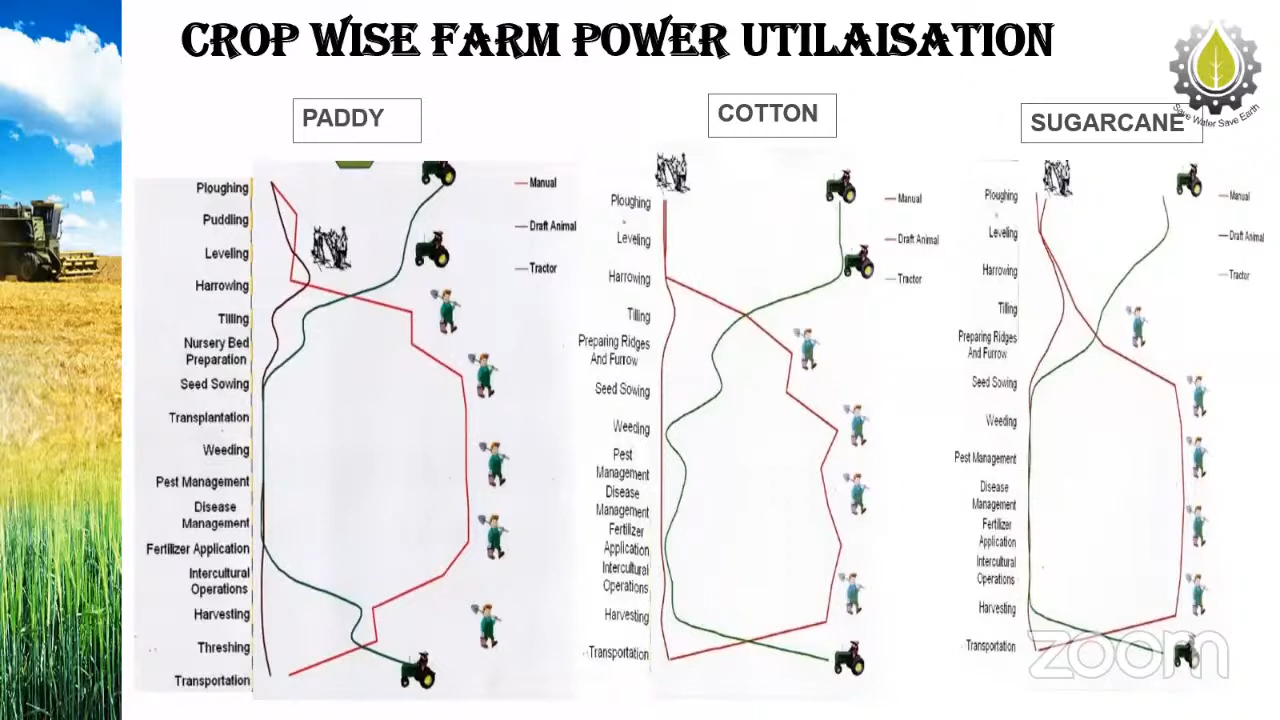 CROP WISE FARM POWER UTILAISATION
Save Water Save Earth
PADDY
Ploughing
Puddling
Leveling
Harrowing
Tilling
Nursery Bed
Preparation
Seed Sowing
Transplantation
Weeding
Pest Management
Disease
Management
Fertilizer Application
Intercultural
Operations
Harvesting
Threshing
Transportation
Manual
Draft Animal
Tractor
COTTON
Ploughing
Leveling
Harrowing
Tilling
Preparing Ridges
And Furrow
Seed Sowing
Weeding
Pest
Management
Disease
Management
Fertilizer
Application
Intercultural
Operations
Harvesting
Transportation
Manual
Draft Animal
Tractor
SUGARCANE
Ploughing
Leveling
Harrowing
Tilling
Preparing Ridges
And Furrow
Seed Sowing
Weeding
Pest Management
Disease
Management
Fertilizer
Application
Intercultural
Operations
Harvesting
Transportation
Manual
Draft Animal
Tractor
zoom